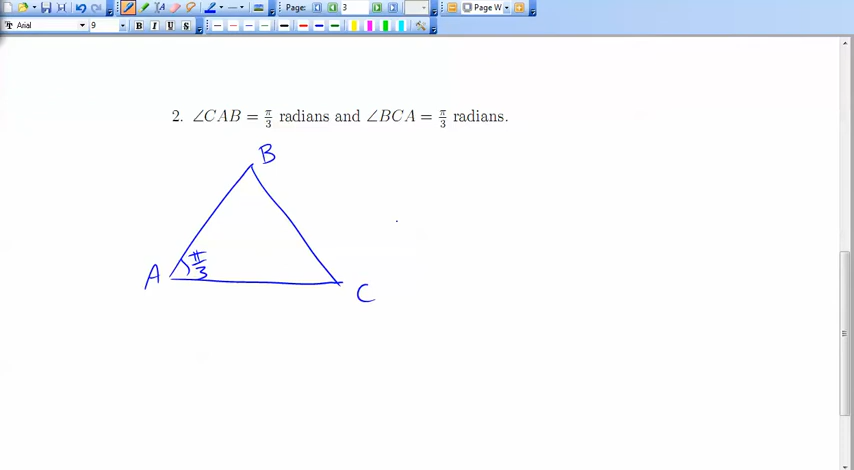 Page: 3 Page W
Arial 9 B I U S
2. ∠CAB = π/3 radians and ∠BCA = π/3 radians.
B
π/3
A
C